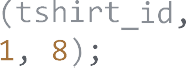 (tshirt_id,
1, 8);